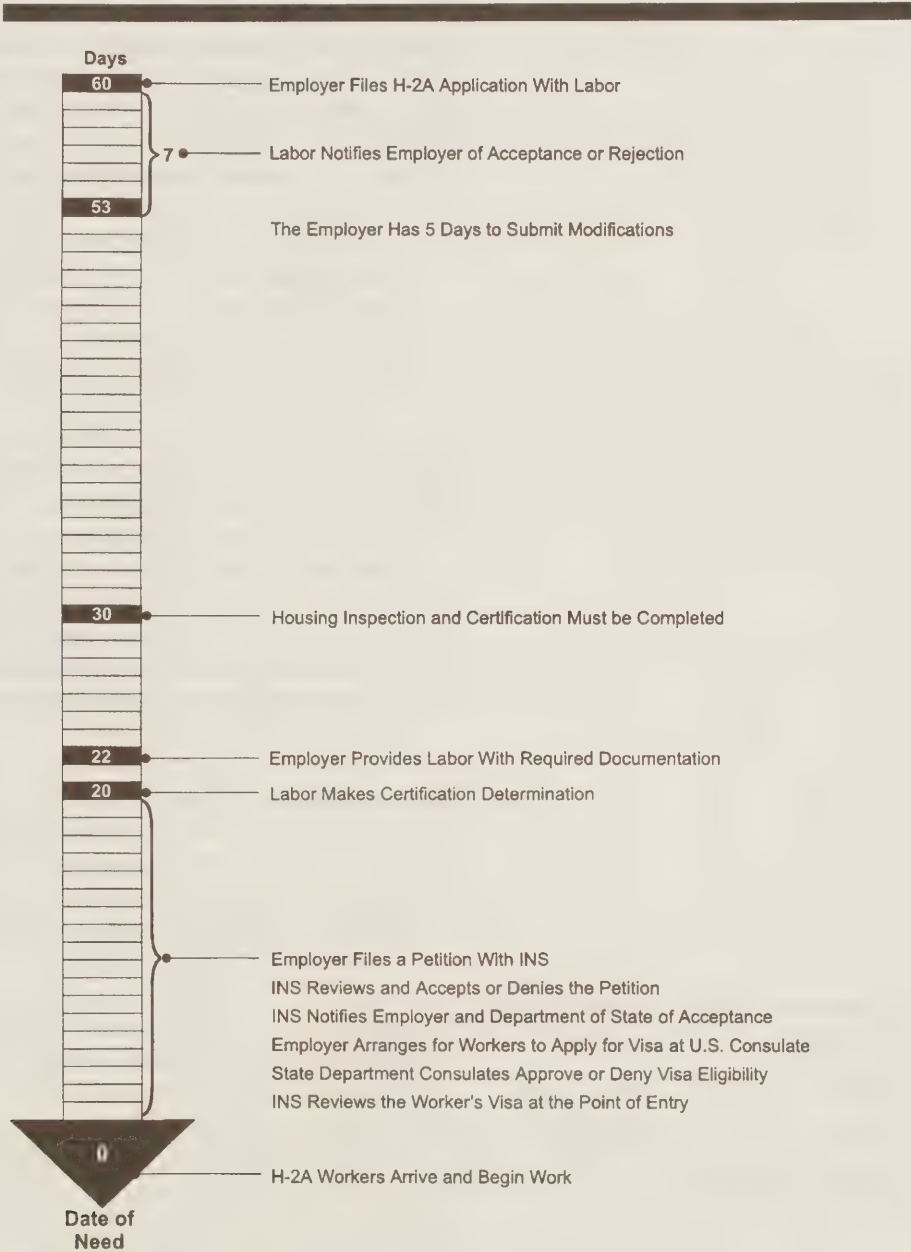 Days
60
Employer Files H-2A Application With Labor
7
Labor Notifies Employer of Acceptance or Rejection
53
The Employer Has 5 Days to Submit Modifications
30
Housing Inspection and Certification Must be Completed
22
Employer Provides Labor With Required Documentation
20
Labor Makes Certification Determination
Employer Files a Petition With INS
INS Reviews and Accepts or Denies the Petition
INS Notifies Employer and Department of State of Acceptance
Employer Arranges for Workers to Apply for Visa at U.S. Consulate
State Department Consulates Approve or Deny Visa Eligibility
INS Reviews the Worker's Visa at the Point of Entry
0
H-2A Workers Arrive and Begin Work
Date of
Need